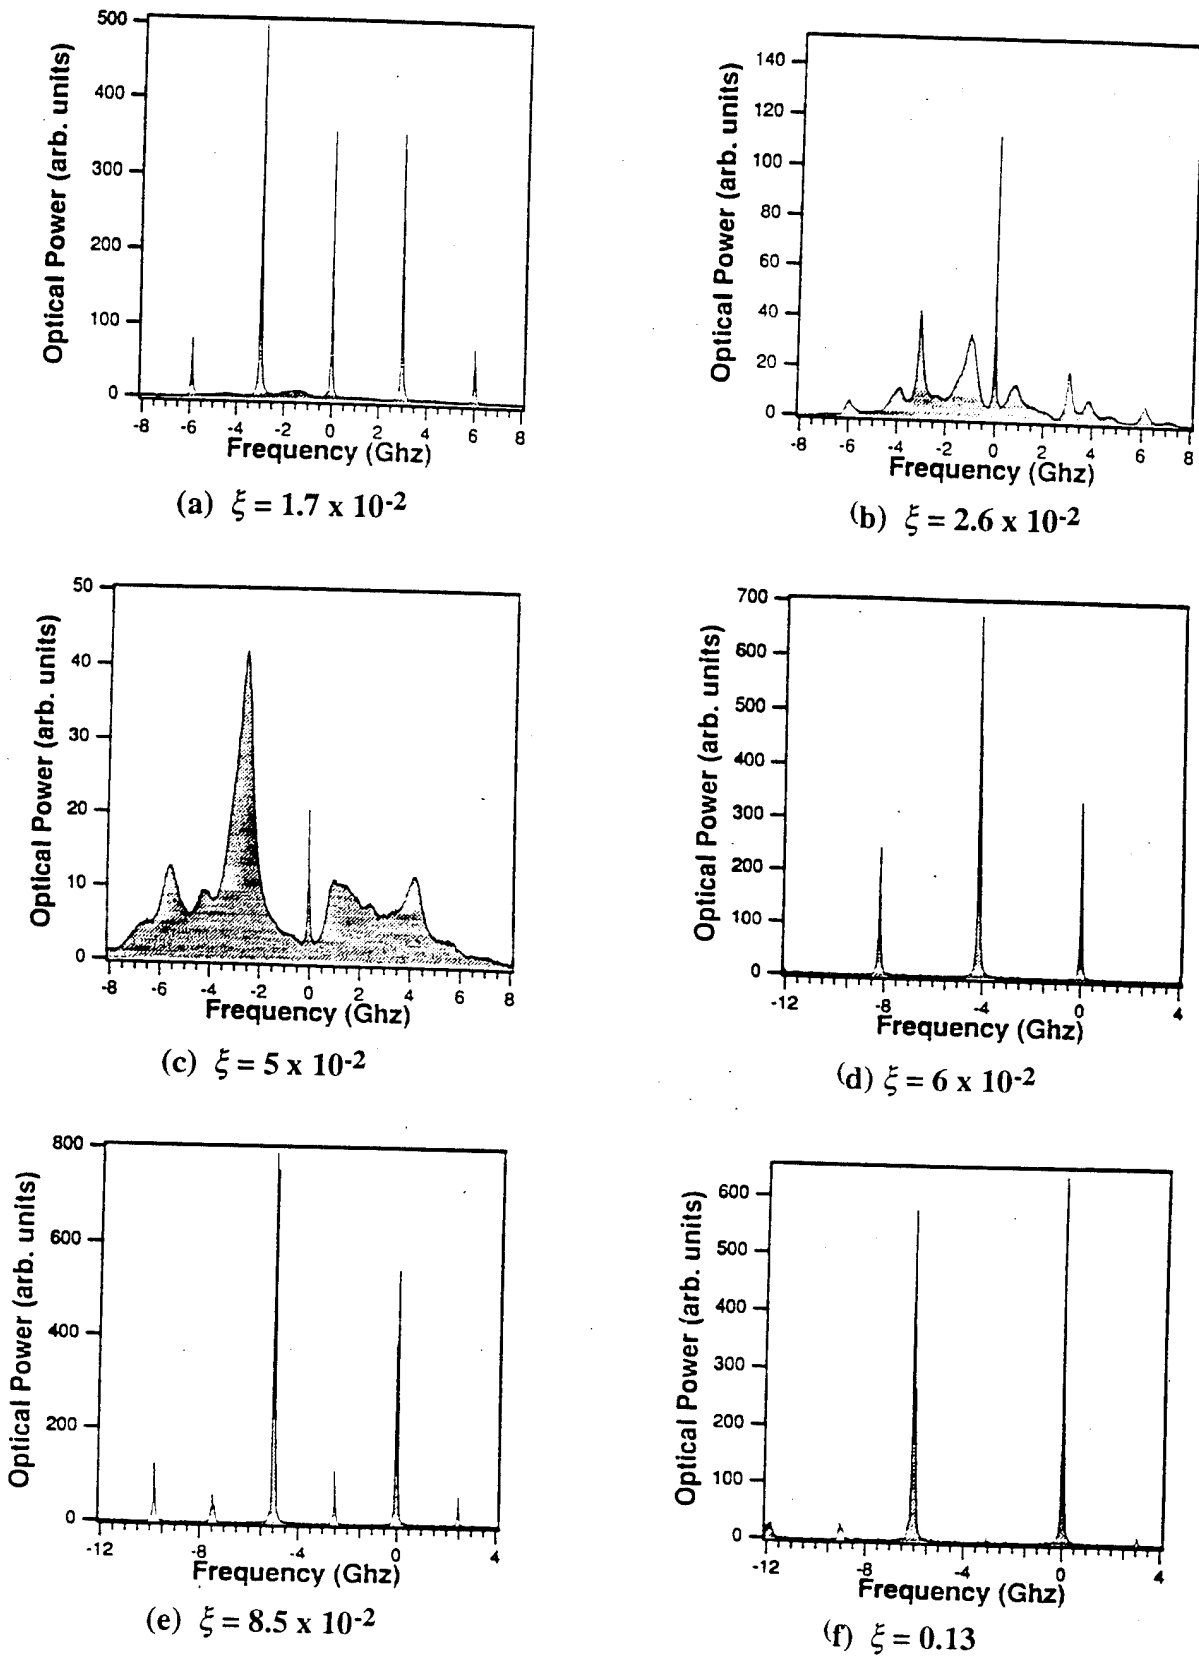 500
400
300
200
100
0
Optical Power (arb. units)
-8 -6 -4 -2 0 2 4 6 8
Frequency (Ghz)
(a) ξ = 1.7 x 10-2
140
120
100
80
60
40
20
0
Optical Power (arb. units)
-8 -6 -4 -2 0 2 4 6 8
Frequency (Ghz)
(b) ξ = 2.6 x 10-2
50
40
30
20
10
0
Optical Power (arb. units)
-8 -6 -4 -2 0 2 4 6 8
Frequency (Ghz)
(c) ξ = 5 x 10-2
700
600
500
400
300
200
100
0
Optical Power (arb. units)
-12 -8 -4 0 4
Frequency (Ghz)
(d) ξ = 6 x 10-2
800
600
400
200
0
Optical Power (arb. units)
-12 -8 -4 0 4
Frequency (Ghz)
(e) ξ = 8.5 x 10-2
600
500
400
300
200
100
0
Optical Power (arb. units)
-12 -8 -4 0 4
Frequency (Ghz)
(f) ξ = 0.13